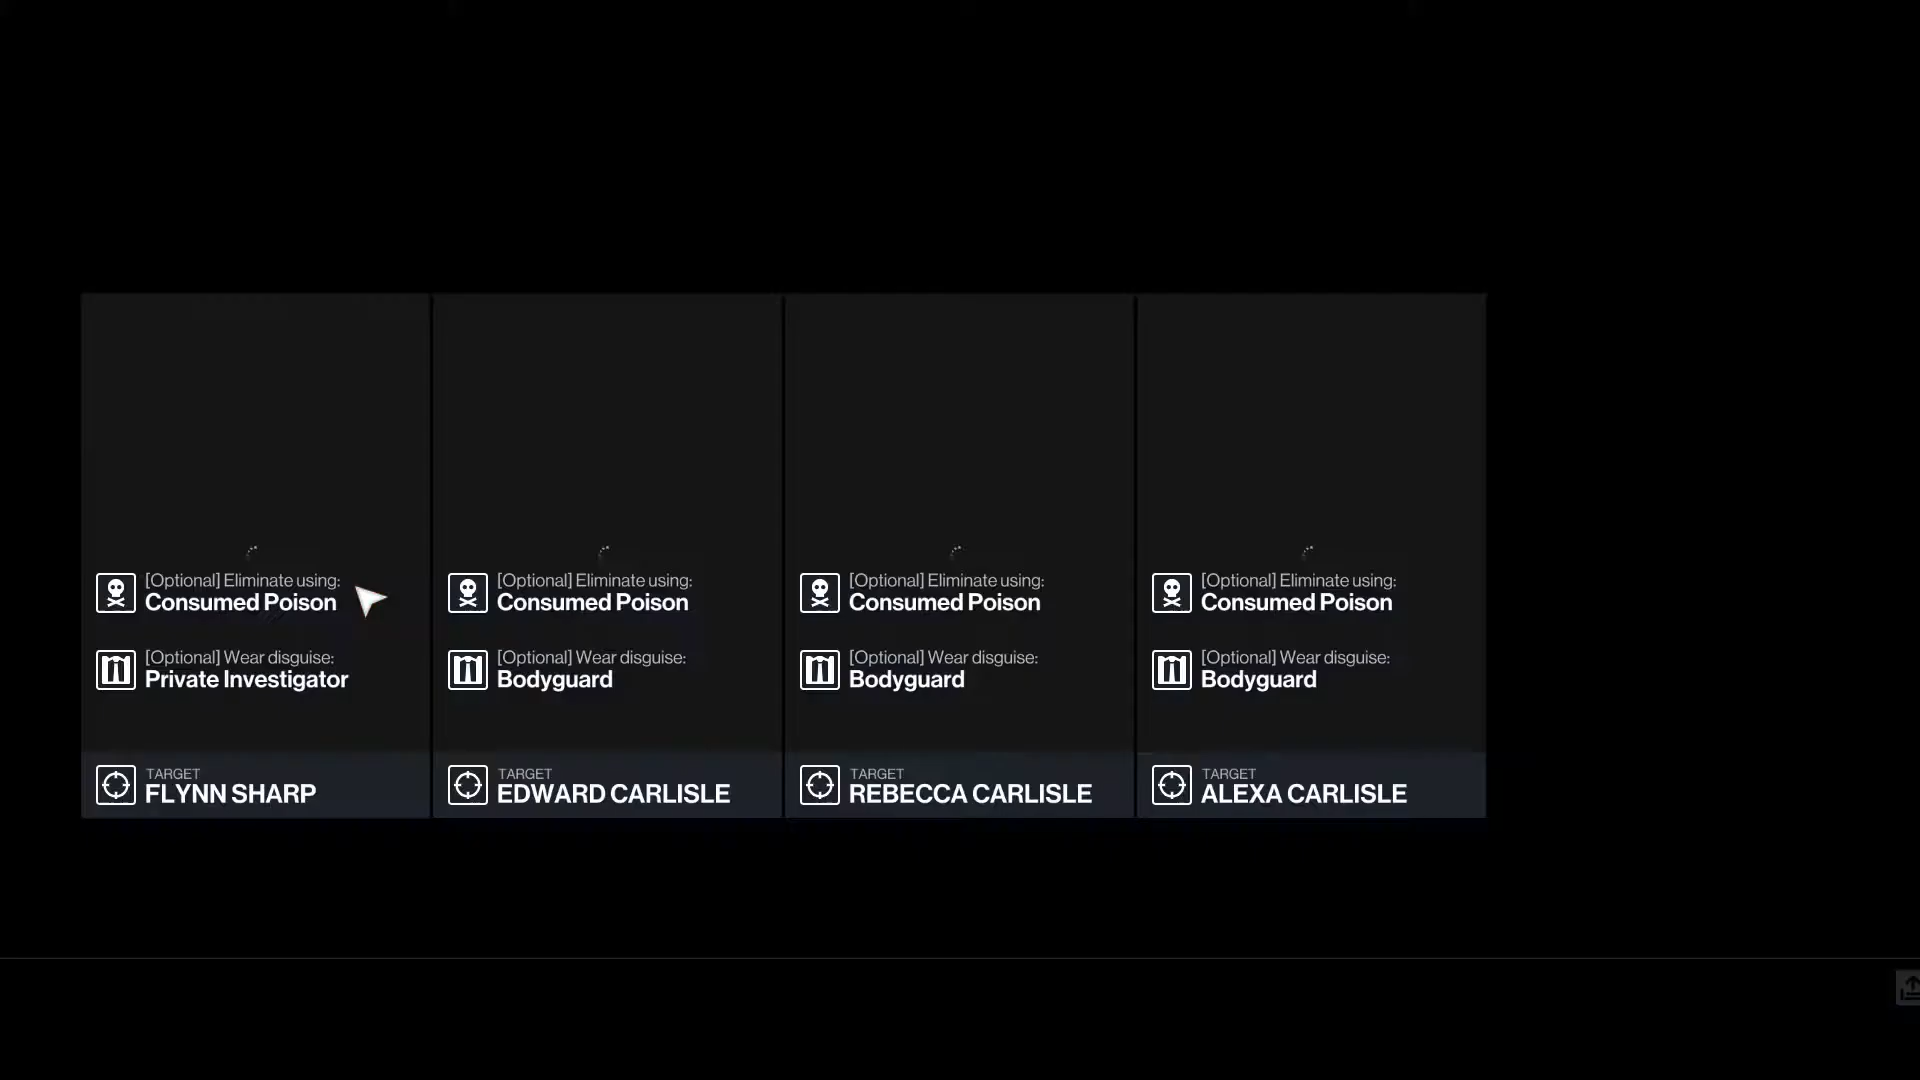 [Optional] Eliminate using:
Consumed Poison
[Optional] Wear disguise:
Private Investigator
TARGET
FLYNN SHARP
[Optional] Eliminate using:
Consumed Poison
[Optional] Wear disguise:
Bodyguard
TARGET
EDWARD CARLISLE
[Optional] Eliminate using:
Consumed Poison
[Optional] Wear disguise:
Bodyguard
TARGET
REBECCA CARLISLE
[Optional] Eliminate using:
Consumed Poison
[Optional] Wear disguise:
Bodyguard
TARGET
ALEXA CARLISLE